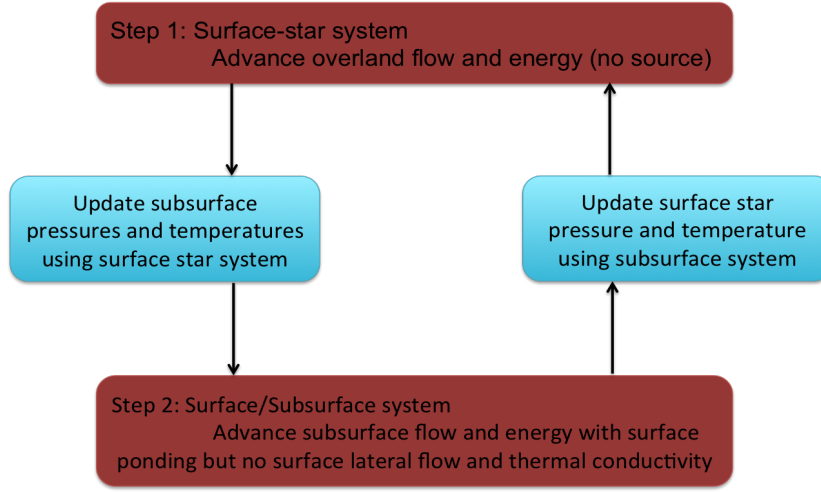 Step 1: Surface-star system
Advance overland flow and energy (no source)
Update subsurface
pressures and temperatures
using surface star system
Update surface star
pressure and temperature
using subsurface system
Step 2: Surface/Subsurface system
Advance subsurface flow and energy with surface
ponding but no surface lateral flow and thermal conductivity